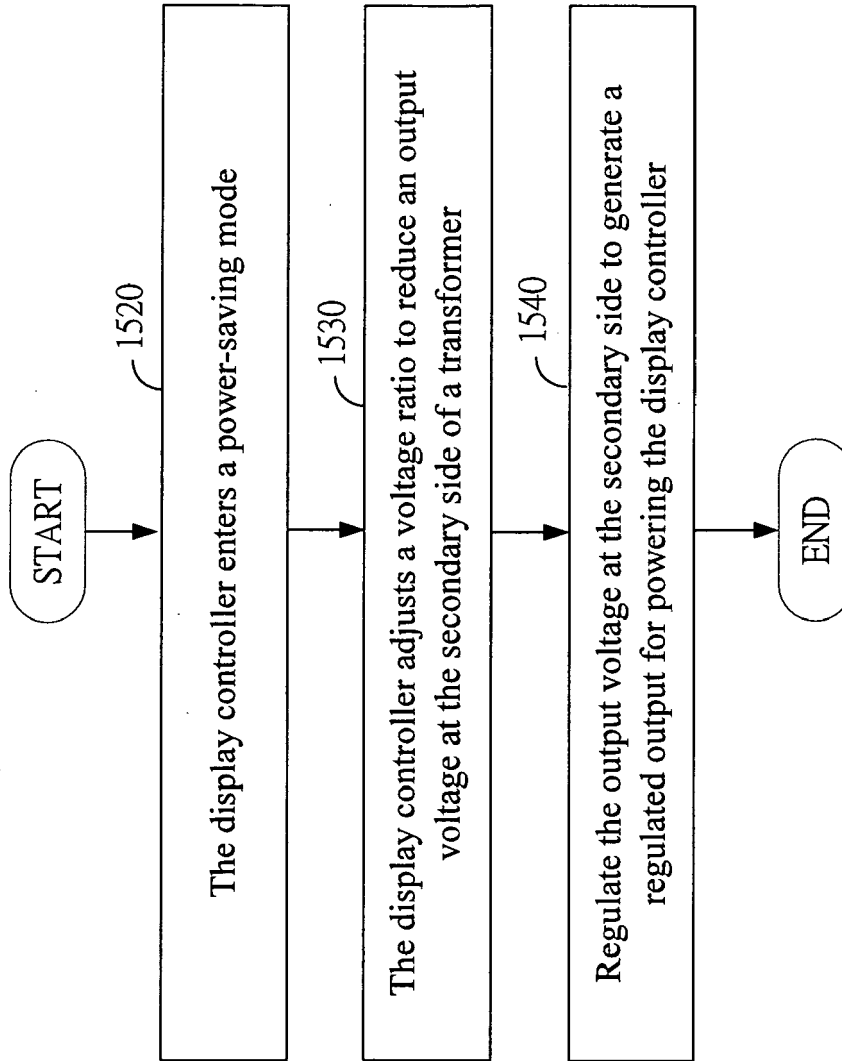 START
1520
The display controller enters a power-saving mode
1530
The display controller adjusts a voltage ratio to reduce an output
voltage at the secondary side of a transformer
1540
Regulate the output voltage at the secondary side to generate a
regulated output for powering the display controller
END